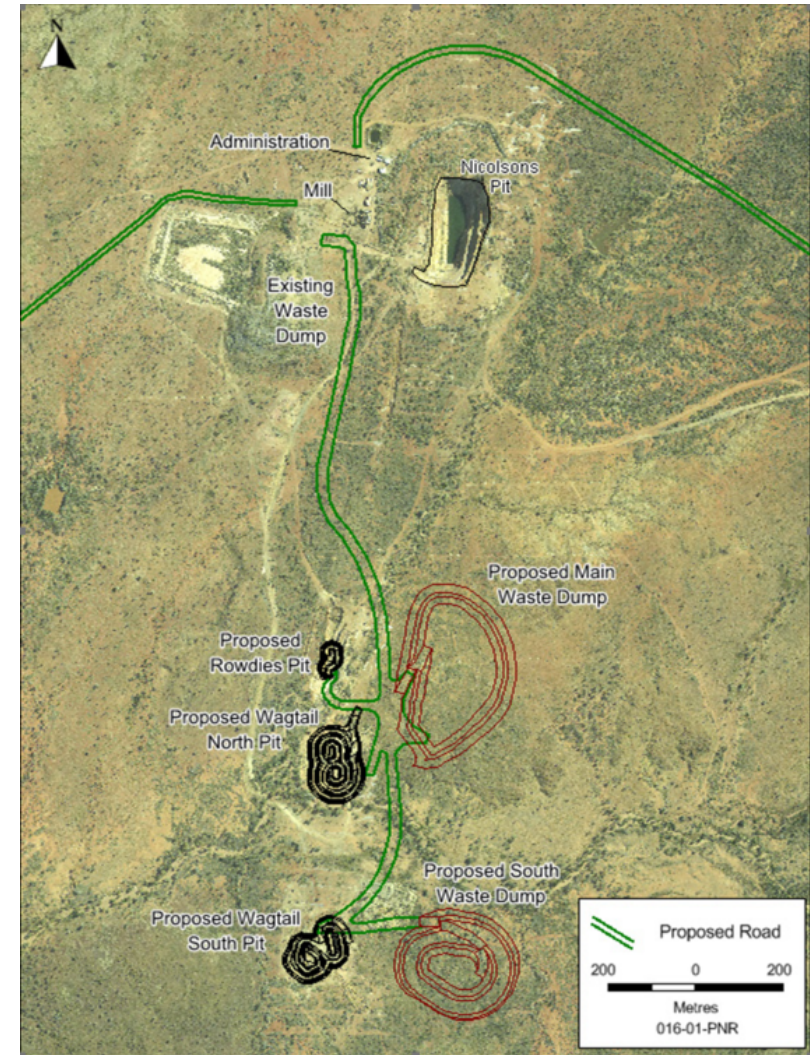 N
Administration
Nicolsons
Pit
Mill
Existing
Waste
Dump
Proposed Main
Waste Dump
Proposed
Rowdies Pit
Proposed Wagtail
North Pit
Proposed South
Waste Dump
Proposed Wagtail
South Pit
Proposed Road
200 0 200
Metres
016-01-PNR